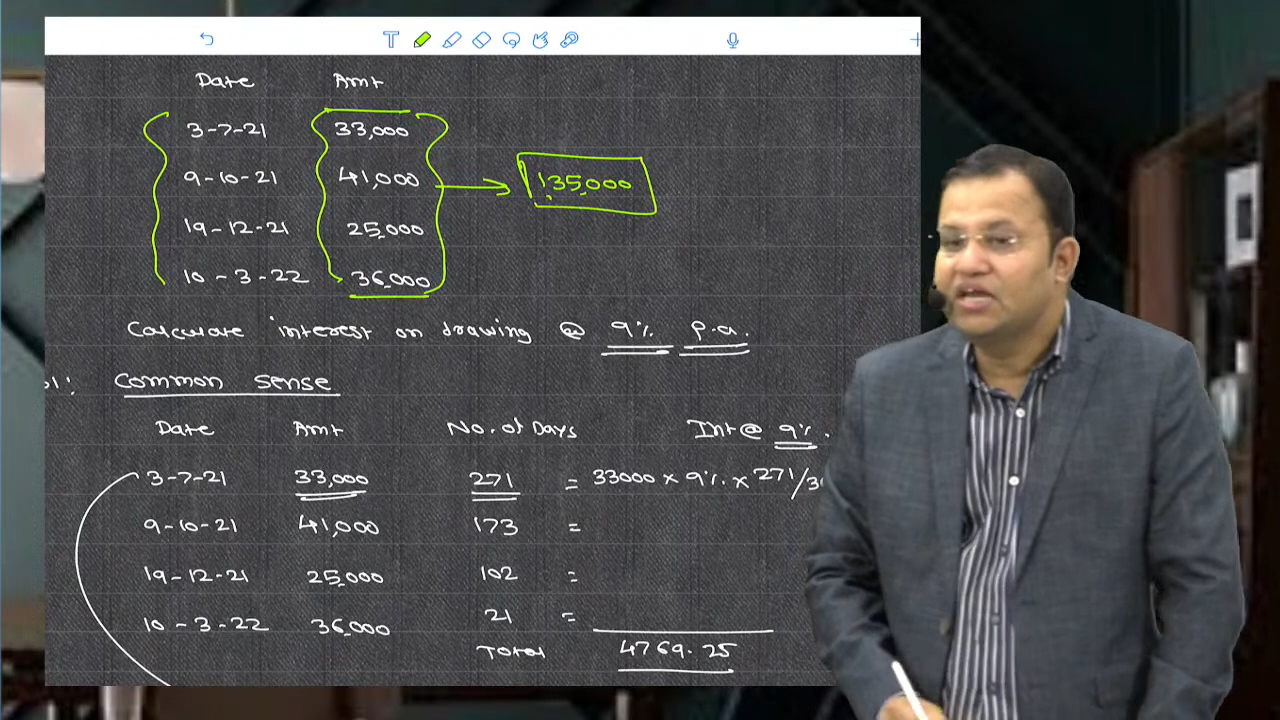 Date Amt
3-7-21 33,000
9-10-21 41,000
19-12-21 25,000
10-3-22 36,000
135,000
Calculate interest on drawing @ 9% p.a.
Common sense
Date Amt No. of Days Int @ 9%.
3-7-21 33,000 271 = 33000 × 9% × 271/3
9-10-21 41,000 173 =
19-12-21 25,000 102 =
10-3-22 36,000 21 =
Total 4769.25